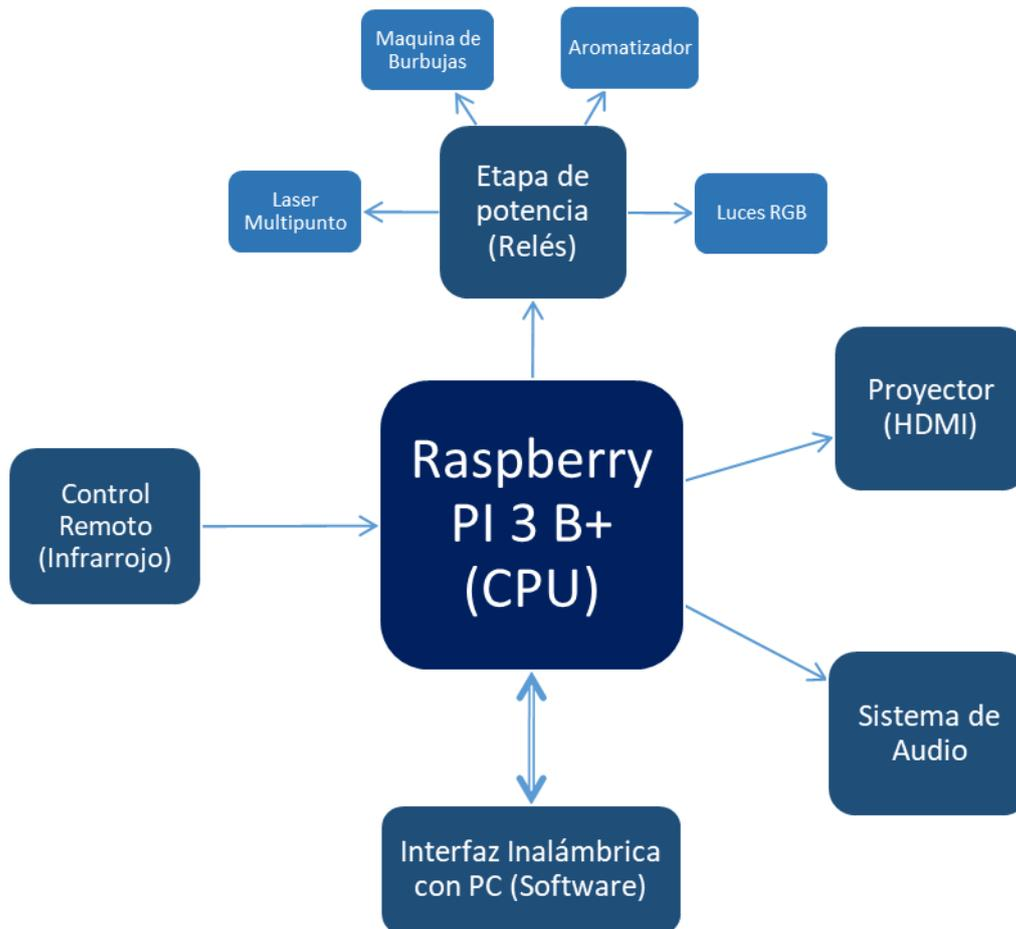 Maquina de
Burbujas
Aromatizador
Etapa de
potencia
(Relés)
Laser
Multipunto
Luces RGB
Proyector
(HDMI)
Raspberry
PI 3 B+
(CPU)
Control
Remoto
(Infrarrojo)
Sistema de
Audio
Interfaz Inalámbrica
con PC (Software)